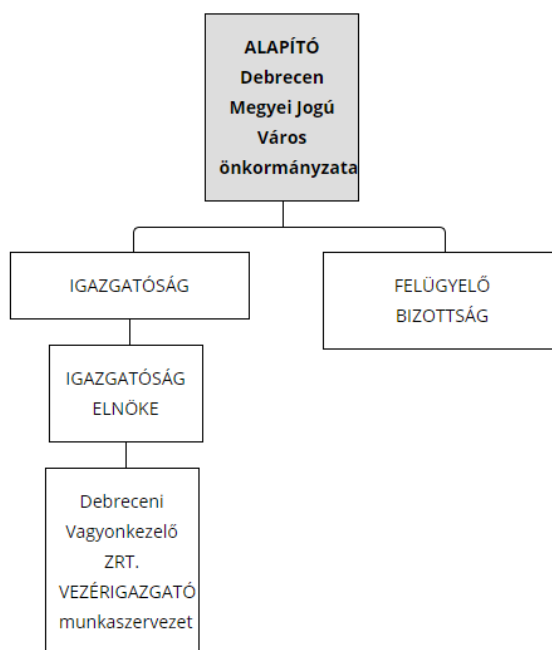 ALAPÍTÓ
Debrecen
Megyei Jogú
Város
önkormányzata
IGAZGATÓSÁG
FELÜGYELŐ
BIZOTTSÁG
IGAZGATÓSÁG
ELNÖKE
Debreceni
Vagyonkezelő
ZRT.
VEZÉRIGAZGATÓ
munkaszervezet